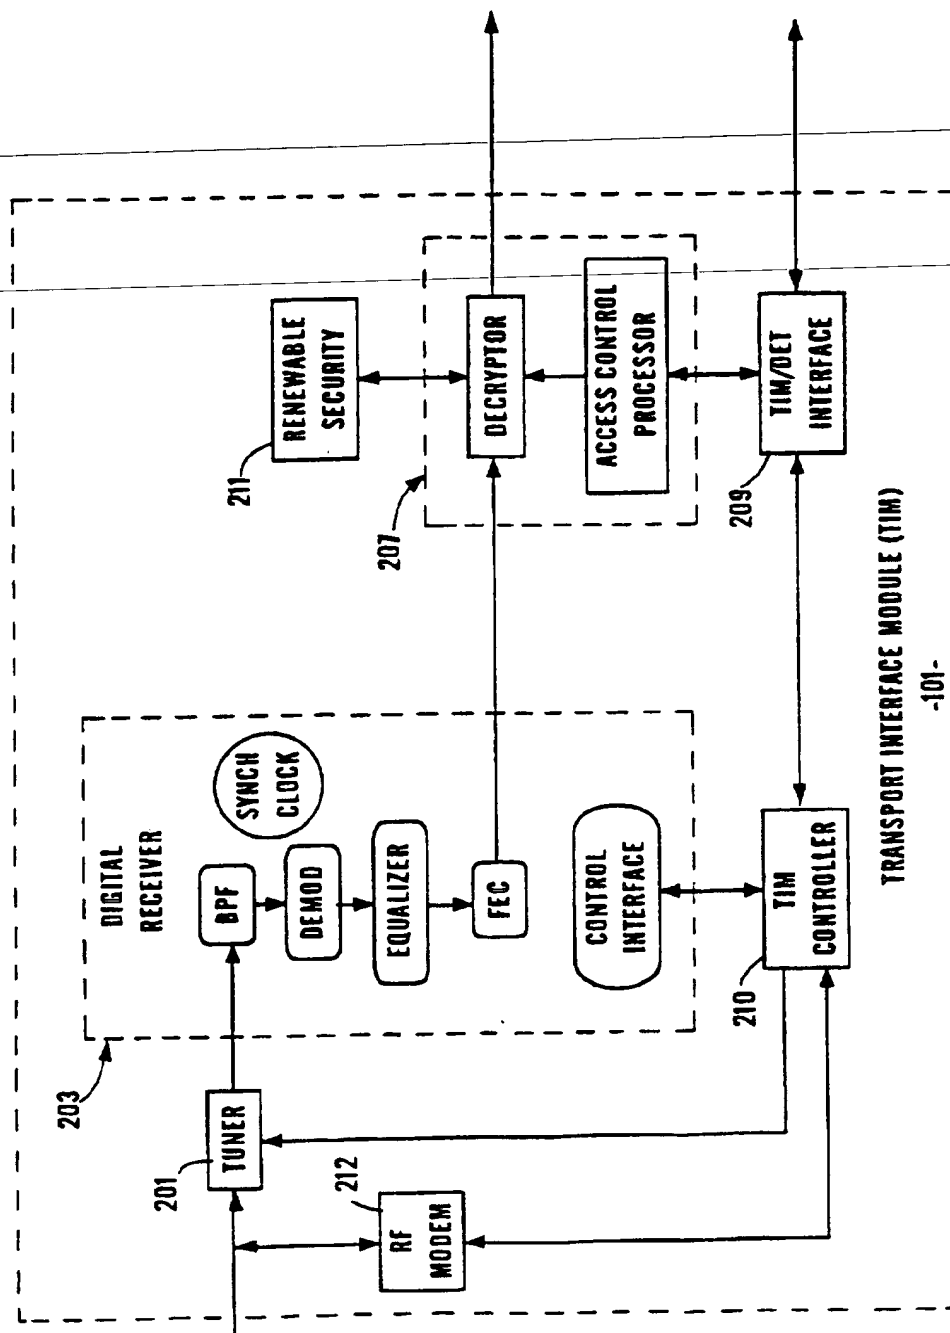 DIGITAL
RECEIVER
203
201
TUNER
BPF
SYNCH
CLOCK
DEMOD
EQUALIZER
FEC
CONTROL
INTERFACE
212
RF
MODEM
210
TIM
CONTROLLER
211
RENEWABLE
SECURITY
207
DECRYPTOR
ACCESS CONTROL
PROCESSOR
209
TIM/DET
INTERFACE
TRANSPORT INTERFACE MODULE (TIM)
-101-